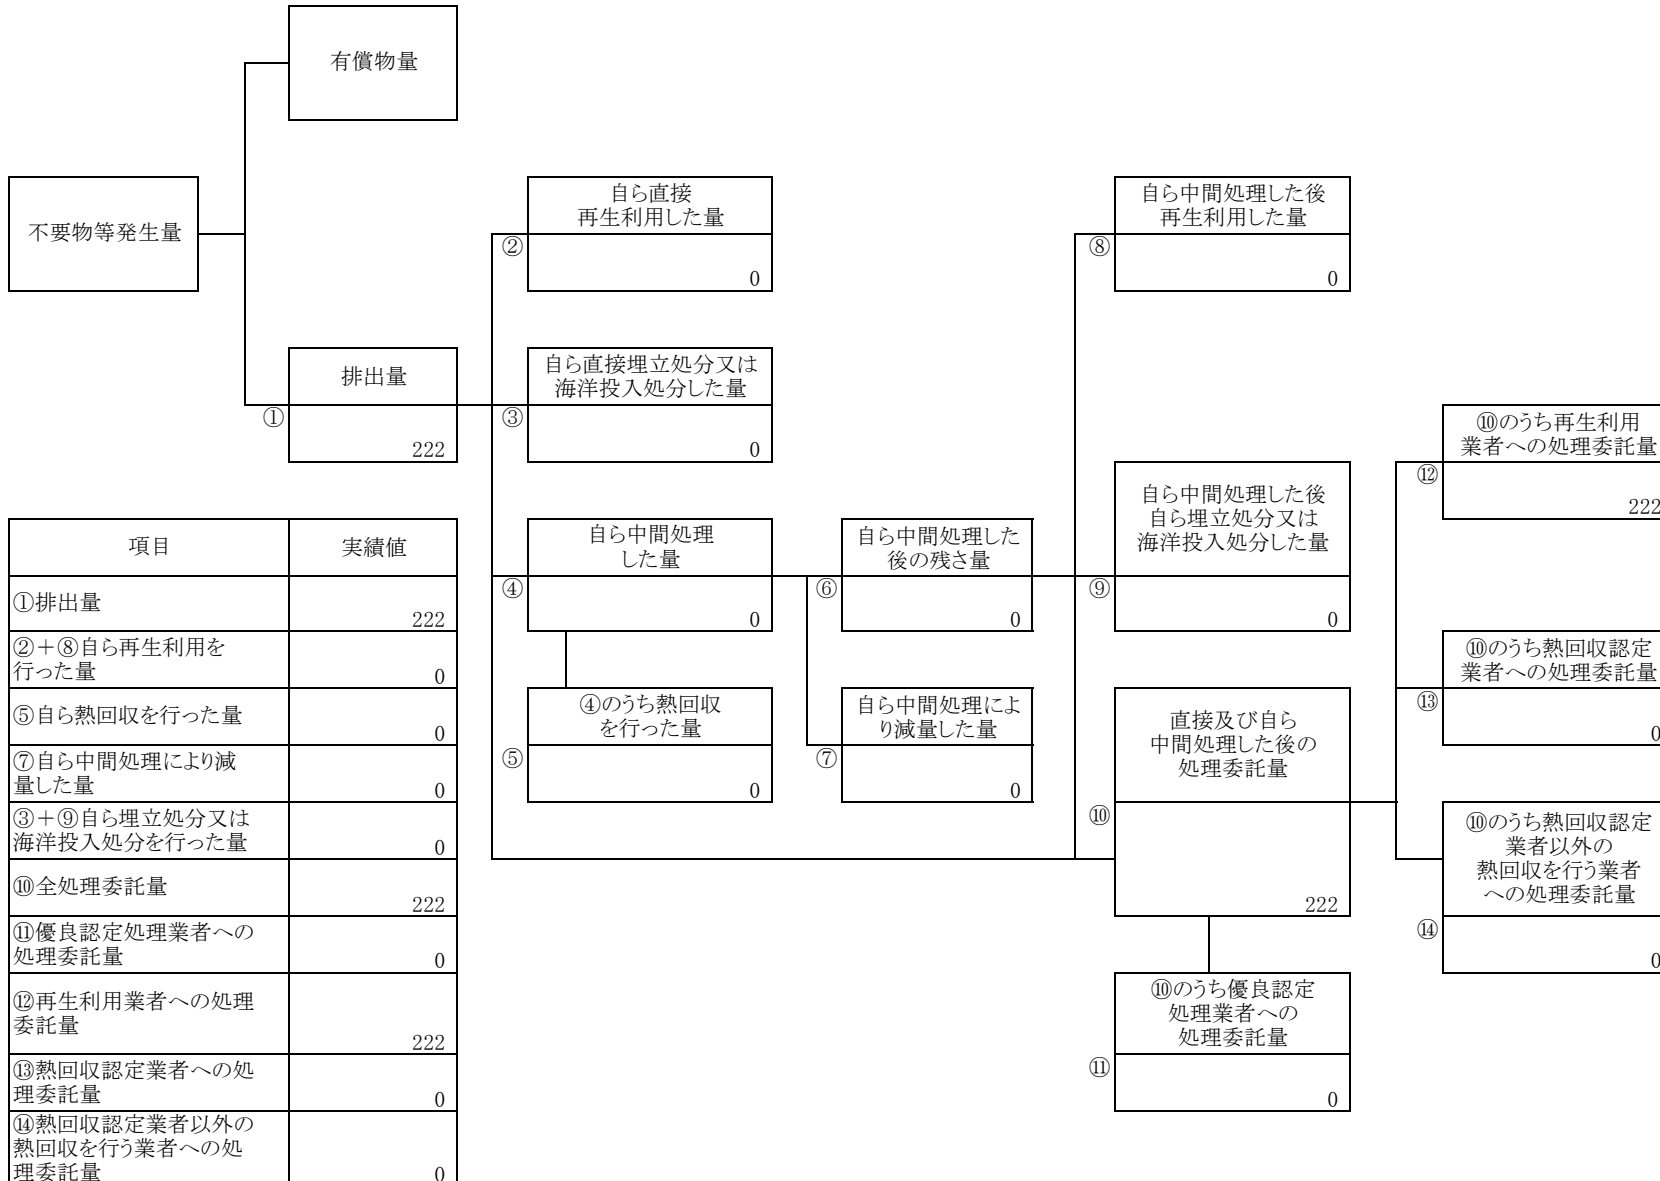 有償物量
不要物等発生量
自ら直接
再生利用した量
②
0
自ら中間処理した後
再生利用した量
⑧
0
排出量
①
222
自ら直接埋立処分又は
海洋投入処分した量
③
0
⑩のうち再生利用
業者への処理委託量
⑫
222
自ら中間処理
した量
④
0
自ら中間処理した
後の残さ量
⑥
0
自ら中間処理した後
自ら埋立処分又は
海洋投入処分した量
⑨
0
⑩のうち熱回収認定
業者への処理委託量
⑬
0
④のうち熱回収
を行った量
⑤
0
自ら中間処理によ
り減量した量
⑦
0
直接及び自ら
中間処理した後の
処理委託量
⑩
222
⑩のうち熱回収認定
業者以外の
熱回収を行う業者
への処理委託量
⑭
0
⑩のうち優良認定
処理業者への
処理委託量
⑪
0
項目 実績値
①排出量
222
②＋⑧自ら再生利用を
行った量 0
⑤自ら熱回収を行った量
0
⑦自ら中間処理により減
量した量 0
③＋⑨自ら埋立処分又は
海洋投入処分を行った量 0
⑩全処理委託量
222
⑪優良認定処理業者への
処理委託量 0
⑫再生利用業者への処理
委託量
222
⑬熱回収認定業者への処
理委託量 0
⑭熱回収認定業者以外の
熱回収を行う業者への処
理委託量 0